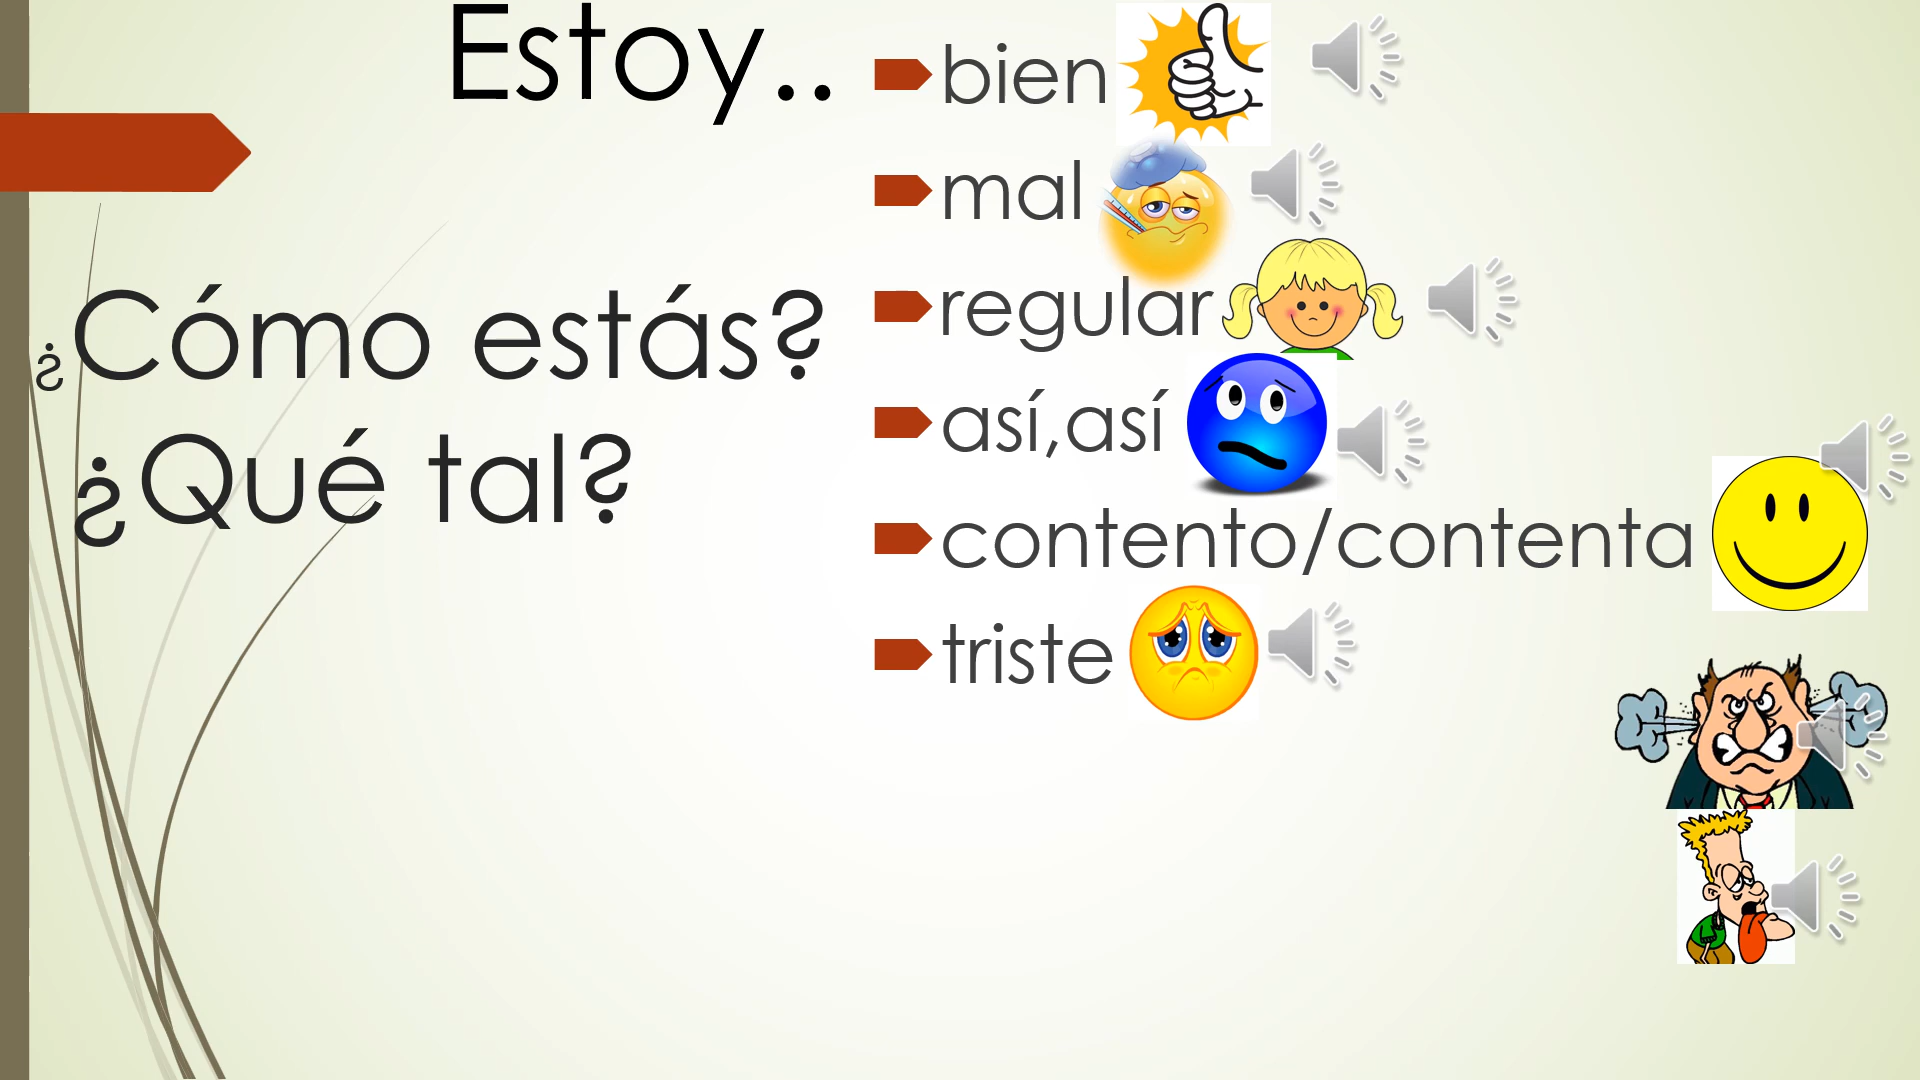 Estoy..
¿Cómo estás?
¿Qué tal?
bien
mal
regular
así,así
contento/contenta
triste